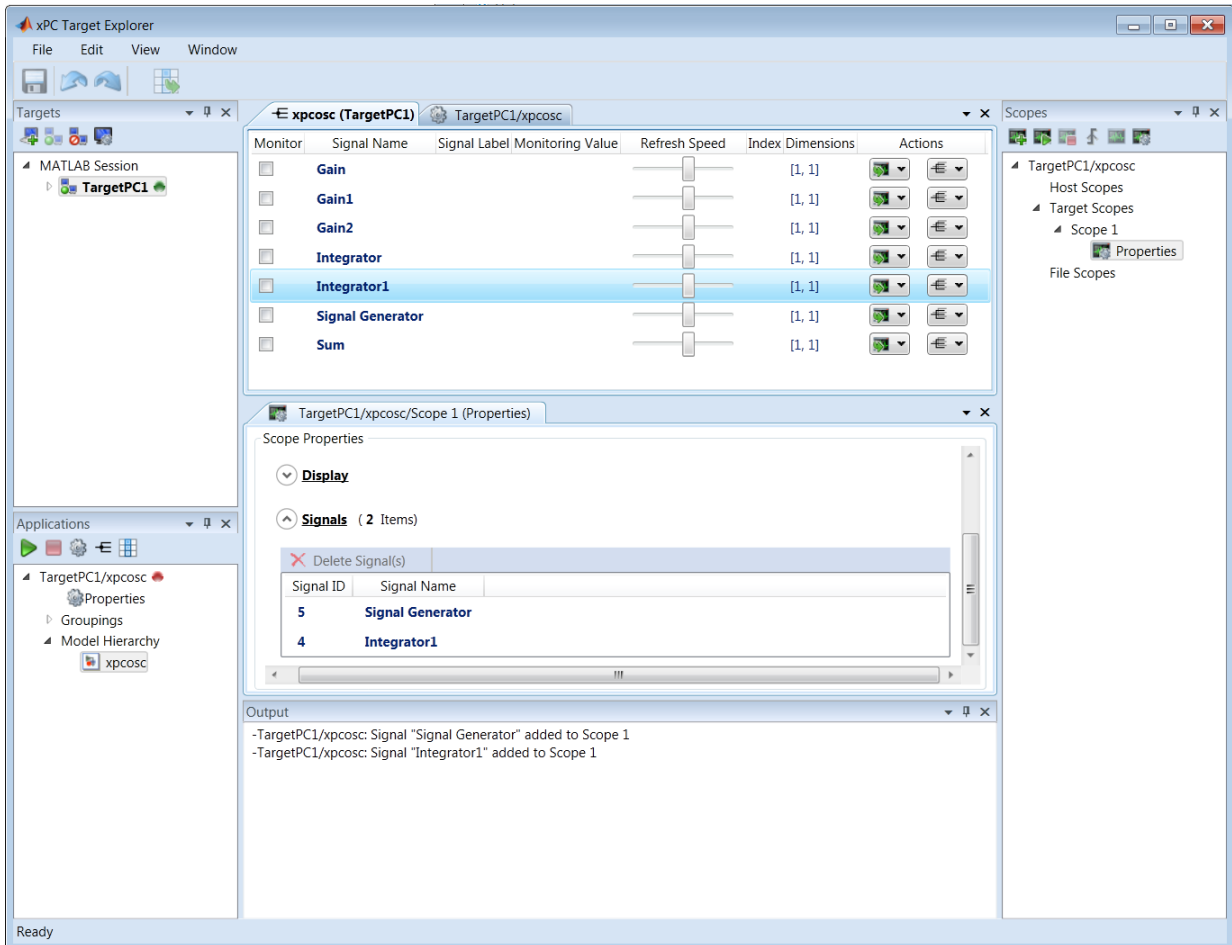 xPC Target Explorer
File Edit View Window
Targets
MATLAB Session
TargetPC1
xpcosc (TargetPC1) TargetPC1/xpcosc
Monitor Signal Name Signal Label Monitoring Value Refresh Speed Index Dimensions Actions
Gain [1, 1]
Gain1 [1, 1]
Gain2 [1, 1]
Integrator [1, 1]
Integrator1 [1, 1]
Signal Generator [1, 1]
Sum [1, 1]
Scopes
TargetPC1/xpcosc
Host Scopes
Target Scopes
Scope 1
Properties
File Scopes
TargetPC1/xpcosc/Scope 1 (Properties)
Scope Properties
Display
Signals ( 2 Items)
Delete Signal(s)
Signal ID Signal Name
5 Signal Generator
4 Integrator1
Applications
TargetPC1/xpcosc
Properties
Groupings
Model Hierarchy
xpcosc
Output
-TargetPC1/xpcosc: Signal "Signal Generator" added to Scope 1
-TargetPC1/xpcosc: Signal "Integrator1" added to Scope 1
Ready